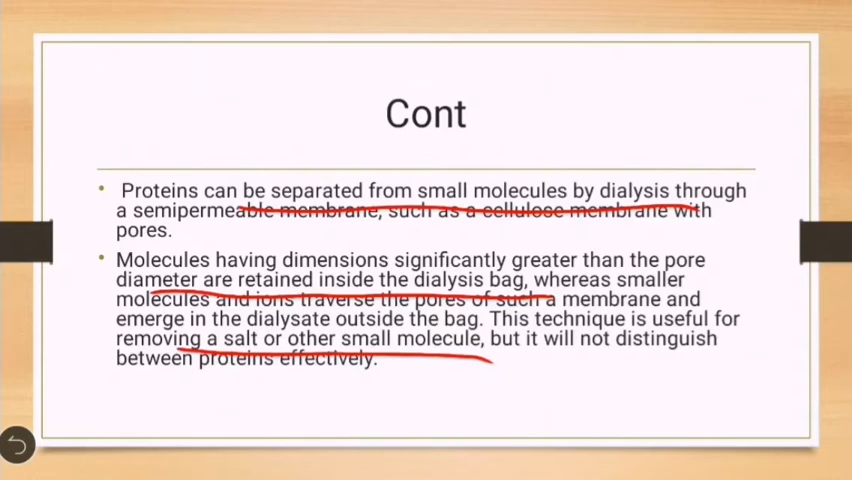 Cont
• Proteins can be separated from small molecules by dialysis through
a semipermeable membrane, such as a cellulose membrane with
pores.
• Molecules having dimensions significantly greater than the pore
diameter are retained inside the dialysis bag, whereas smaller
molecules and ions traverse the pores of such a membrane and
emerge in the dialysate outside the bag. This technique is useful for
removing a salt or other small molecule, but it will not distinguish
between proteins effectively.